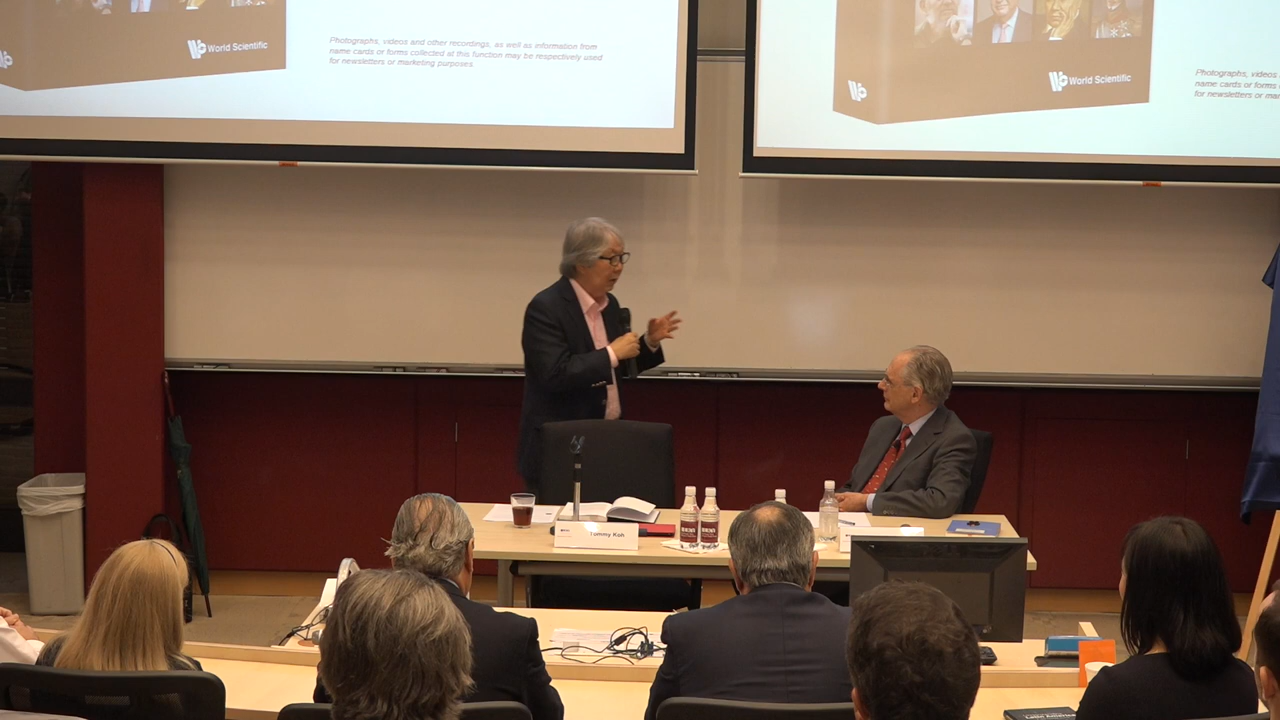 World Scientific
Photographs, videos and other recordings, as well as information from
name cards or forms collected at this function may be respectively used
for newsletters or marketing purposes.
World Scientific
Photographs, videos
name cards or forms
for newsletters or mar
Tommy Koh